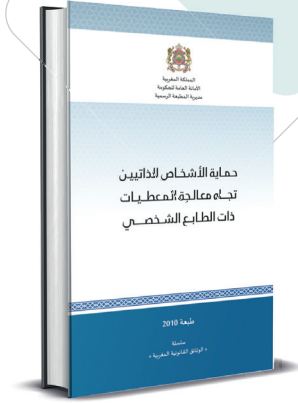 المملكة المغربية
الأمانة العامة للحكومة
مديرية المطبعة الرسمية
حماية الأشخاص الذاتيين
تجاه معالجة المعطيات
ذات الطابع الشخصي
طبعة 2010
سلسلة
« الوثائق القانونية المغربية »